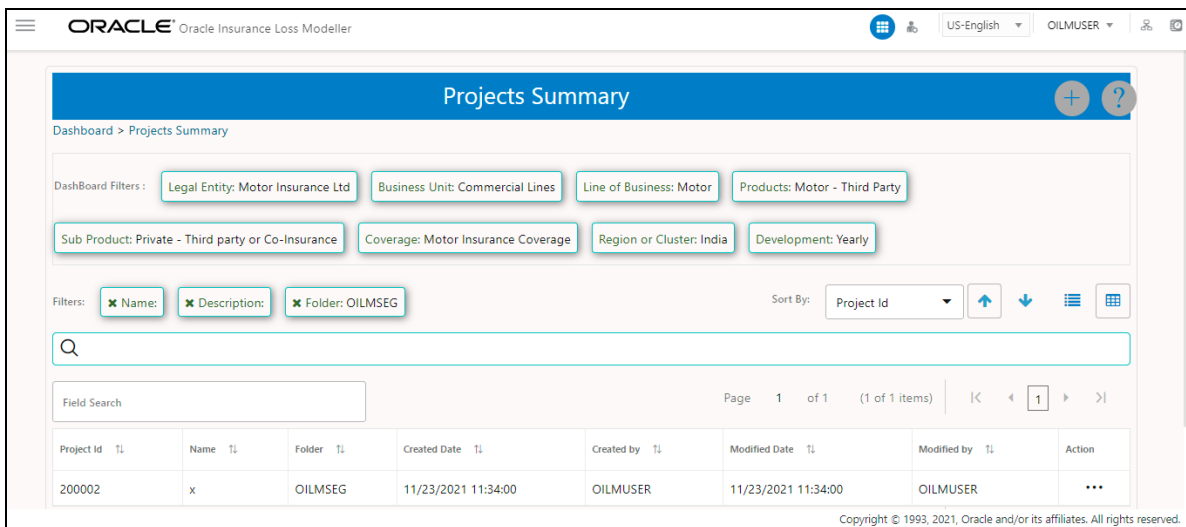 ORACLE® Oracle Insurance Loss Modeller US-English OILMUSER
Projects Summary + ?
Dashboard > Projects Summary
DashBoard Filters : Legal Entity: Motor Insurance Ltd Business Unit: Commercial Lines Line of Business: Motor Products: Motor - Third Party
Sub Product: Private - Third party or Co-Insurance Coverage: Motor Insurance Coverage Region or Cluster: India Development: Yearly
Filters: Name: Description: Folder: OILMSEG Sort By: Project Id
Field Search Page 1 of 1 (1 of 1 items) 1
Project Id Name Folder Created Date Created by Modified Date Modified by Action
200002 x OILMSEG 11/23/2021 11:34:00 OILMUSER 11/23/2021 11:34:00 OILMUSER ...
Copyright © 1993, 2021, Oracle and/or its affiliates. All rights reserved.